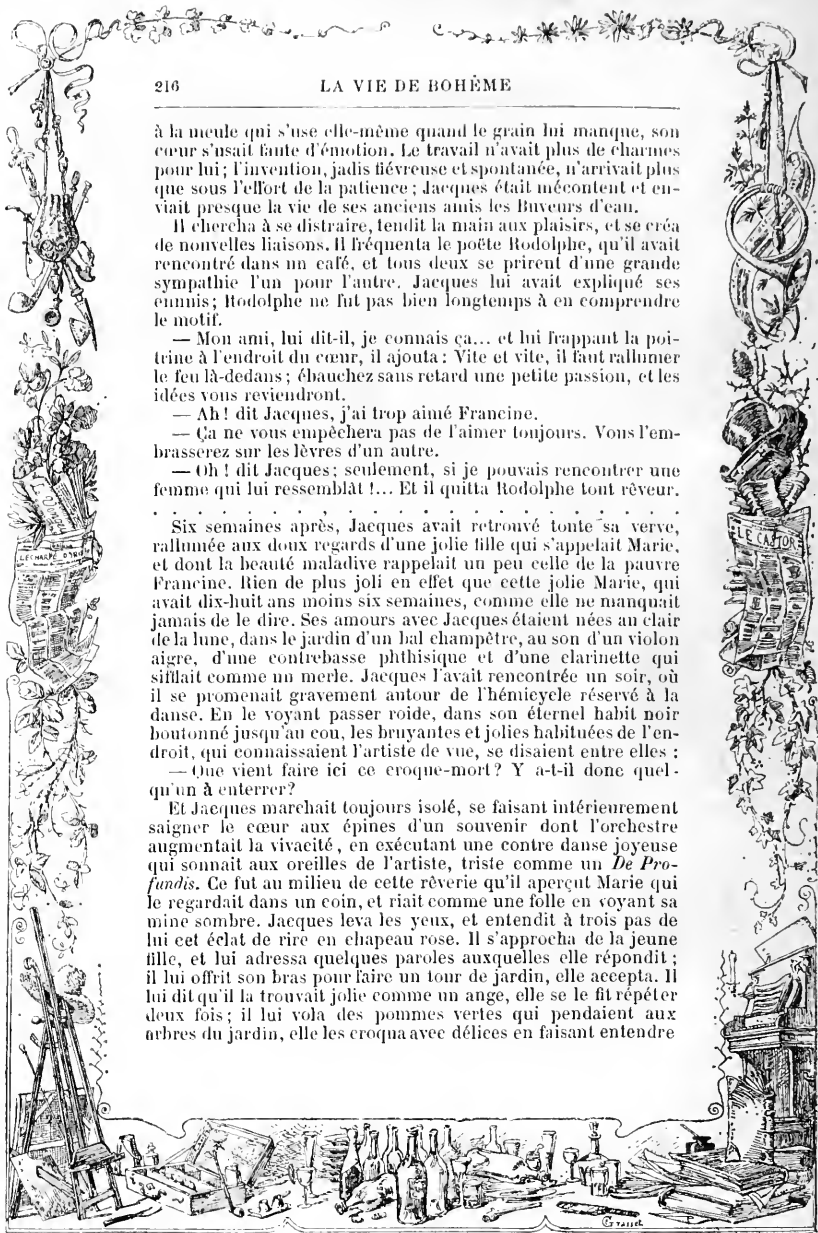 216
LA VIE DE BOHÈME
à la meule qui s'use elle-même quand le grain lui manque, son
cœur s'usait faute d'émotion. Le travail n'avait plus de charmes
pour lui ; l'invention, jadis fiévreuse et spontanée, n'arrivait plus
que sous l'effort de la patience ; Jacques était mécontent et en-
viait presque la vie de ses anciens amis les Buveurs d'eau.
Il chercha à se distraire, tendit la main aux plaisirs, et se créa
de nouvelles liaisons. Il fréquenta le poëte Rodolphe, qu'il avait
rencontré dans un café, et tous deux se prirent d'une grande
sympathie l'un pour l'autre. Jacques lui avait expliqué ses
ennuis ; Rodolphe ne fut pas bien longtemps à en comprendre
le motif.
— Mon ami, lui dit-il, je connais ça... et lui frappant la poi-
trine à l'endroit du cœur, il ajouta : Vite et vite, il faut rallumer
le feu là-dedans ; ébauchez sans retard une petite passion, et les
idées vous reviendront.
— Ah ! dit Jacques, j'ai trop aimé Francine.
— Ça ne vous empêchera pas de l'aimer toujours. Vous l'em-
brasserez sur les lèvres d'un autre.
— Oh ! dit Jacques ; seulement, si je pouvais rencontrer une
femme qui lui ressemblât !... Et il quitta Rodolphe tout rêveur.
. . . . . . . . . . . . . . . . . . . . . . . .
Six semaines après, Jacques avait retrouvé toute sa verve,
rallumée aux doux regards d'une jolie fille qui s'appelait Marie,
et dont la beauté maladive rappelait un peu celle de la pauvre
Francine. Rien de plus joli en effet que cette jolie Marie, qui
avait dix-huit ans moins six semaines, comme elle ne manquait
jamais de le dire. Ses amours avec Jacques étaient nées au clair
de la lune, dans le jardin d'un bal champêtre, au son d'un violon
aigre, d'une contrebasse phthisique et d'une clarinette qui
sifflait comme un merle. Jacques l'avait rencontrée un soir, où
il se promenait gravement autour de l'hémicycle réservé à la
danse. En le voyant passer roide, dans son éternel habit noir
boutonné jusqu'au cou, les bruyantes et jolies habituées de l'en-
droit, qui connaissaient l'artiste de vue, se disaient entre elles :
— Que vient faire ici ce croque-mort ? Y a-t-il donc quel-
qu'un à enterrer ?
Et Jacques marchait toujours isolé, se faisant intérieurement
saigner le cœur aux épines d'un souvenir dont l'orchestre
augmentait la vivacité, en exécutant une contre danse joyeuse
qui sonnait aux oreilles de l'artiste, triste comme un De Pro-
fundis. Ce fut au milieu de cette rêverie qu'il aperçut Marie qui
le regardait dans un coin, et riait comme une folle en voyant sa
mine sombre. Jacques leva les yeux, et entendit à trois pas de
lui cet éclat de rire en chapeau rose. Il s'approcha de la jeune
fille, et lui adressa quelques paroles auxquelles elle répondit ;
il lui offrit son bras pour faire un tour de jardin, elle accepta. Il
lui dit qu'il la trouvait jolie comme un ange, elle se le fit répéter
deux fois ; il lui vola des pommes vertes qui pendaient aux
arbres du jardin, elle les croqua avec délices en faisant entendre
L'ÉCHARPE D'IRIS
LE CASTOR
Grasset